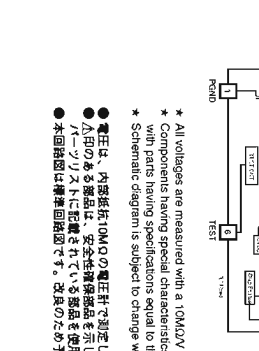 PGND
1
TEST
6
★ All voltages are measured with a 10MΩ/V
★ Components having special characteristics
with parts having specifications equal to th
★ Schematic diagram is subject to change w
● 電圧は、内部抵抗10MΩの電圧計で測定し
● ⚠印のある部品は、安全性確保部品を示し
パーツリストに記載されている部品を使用
● 本回路図は標準回路図です。改良のため予